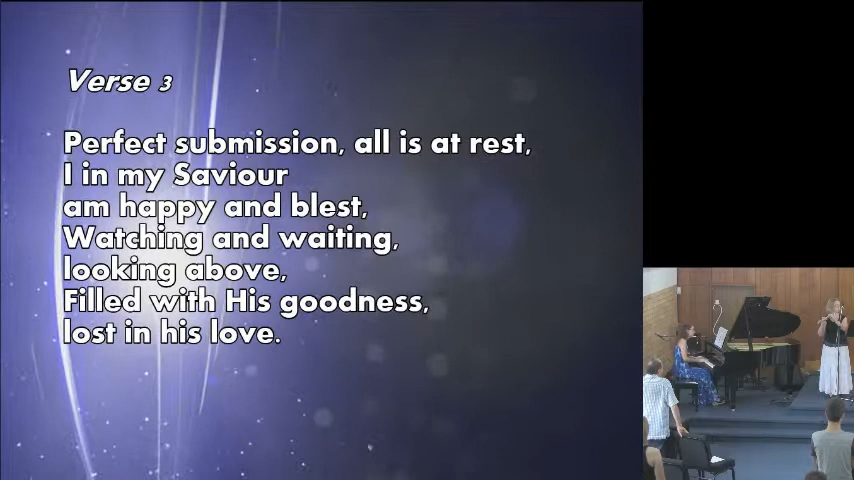 Verse 3
Perfect submission, all is at rest,
I in my Saviour
am happy and blest,
Watching and waiting,
looking above,
Filled with His goodness,
lost in his love.